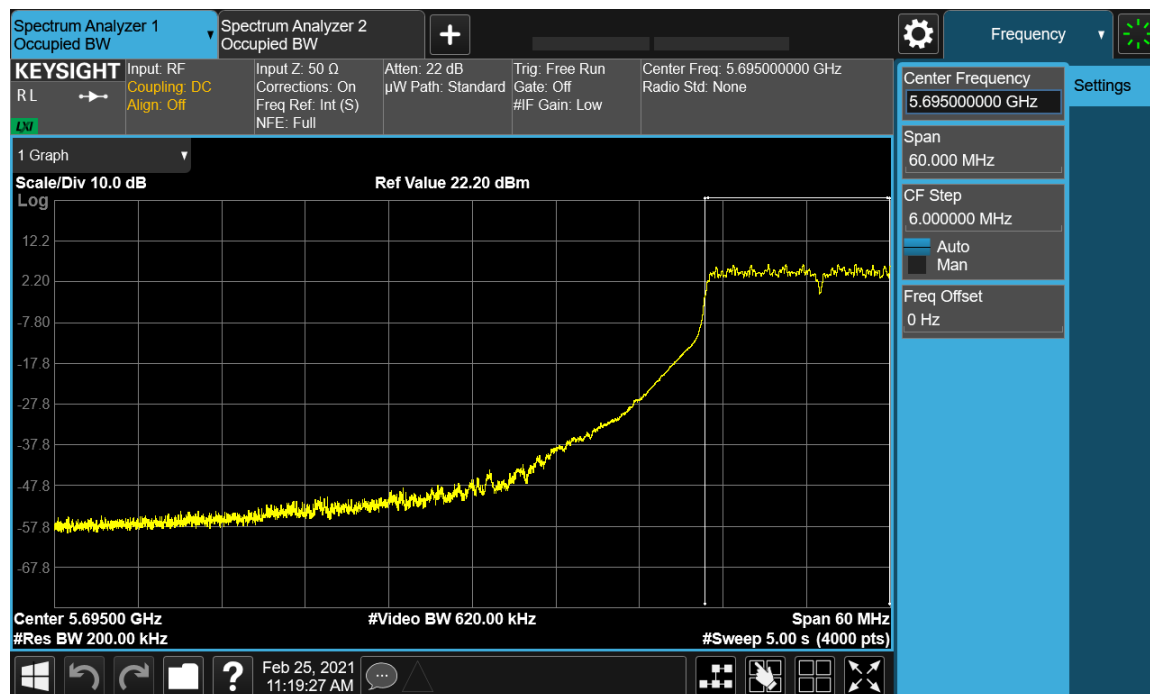 Spectrum Analyzer 1
Occupied BW
Spectrum Analyzer 2
Occupied BW
Frequency
KEYSIGHT
R L
LXI
Input: RF
Coupling: DC
Align: Off
Input Z: 50 Ω
Corrections: On
Freq Ref: Int (S)
NFE: Full
Atten: 22 dB
µW Path: Standard
Trig: Free Run
Gate: Off
#IF Gain: Low
Center Freq: 5.695000000 GHz
Radio Std: None
Center Frequency
5.695000000 GHz
Settings
Span
60.000 MHz
CF Step
6.000000 MHz
Auto
Man
Freq Offset
0 Hz
1 Graph
Scale/Div 10.0 dB
Ref Value 22.20 dBm
Log
12.2
2.20
-7.80
-17.8
-27.8
-37.8
-47.8
-57.8
-67.8
Center 5.69500 GHz
#Video BW 620.00 kHz
Span 60 MHz
#Res BW 200.00 kHz
#Sweep 5.00 s (4000 pts)
?
Feb 25, 2021
11:19:27 AM